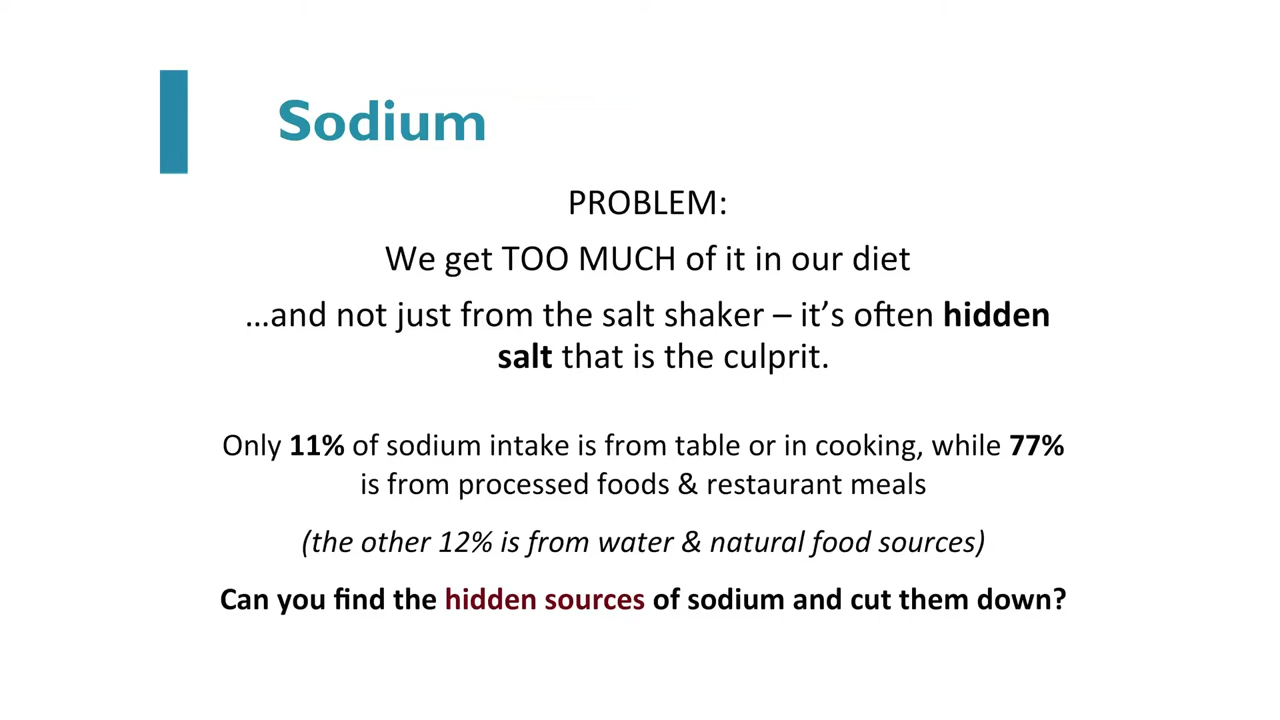 Sodium
PROBLEM:
We get TOO MUCH of it in our diet
…and not just from the salt shaker – it’s often hidden
salt that is the culprit.
Only 11% of sodium intake is from table or in cooking, while 77%
is from processed foods & restaurant meals
(the other 12% is from water & natural food sources)
Can you find the hidden sources of sodium and cut them down?